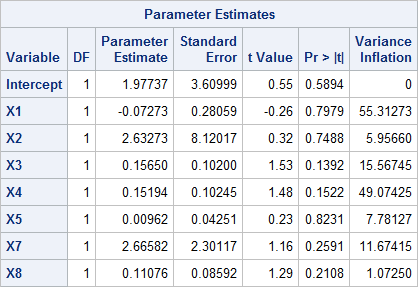 Parameter Estimates
Variable DF Parameter Estimate Standard Error t Value Pr > |t| Variance Inflation
Intercept 1 1.97737 3.60999 0.55 0.5894 0
X1 1 -0.07273 0.28059 -0.26 0.7979 55.31273
X2 1 2.63273 8.12017 0.32 0.7488 5.95660
X3 1 0.15650 0.10200 1.53 0.1392 15.56745
X4 1 0.15194 0.10245 1.48 0.1522 49.07425
X5 1 0.00962 0.04251 0.23 0.8231 7.78127
X7 1 2.66582 2.30117 1.16 0.2591 11.67415
X8 1 0.11076 0.08592 1.29 0.2108 1.07250